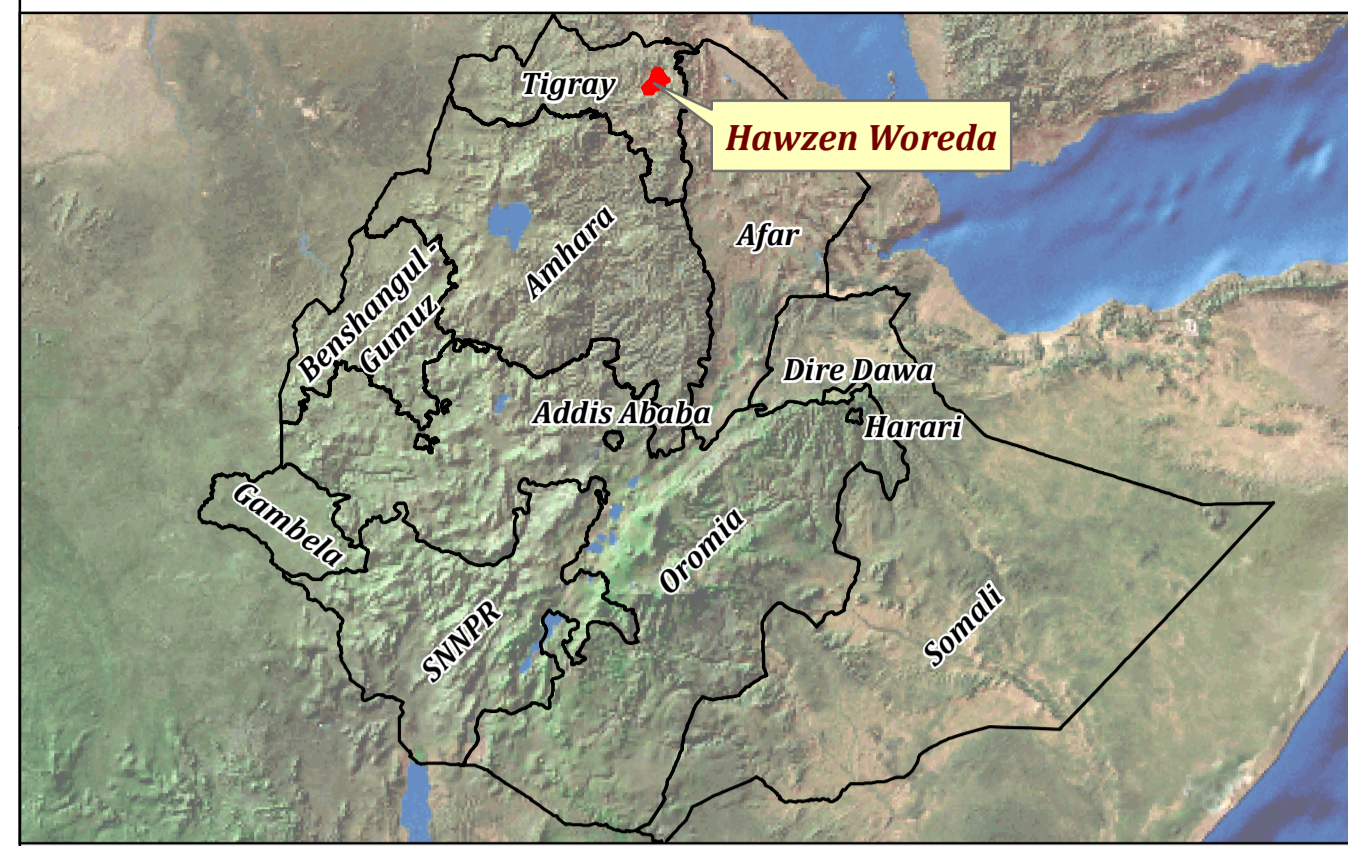 Tigray
Hawzen Woreda
Afar
Amhara
Benshangul -
Gumuz
Dire Dawa
Addis Ababa
Harari
Gambela
Oromia
SNNPR
Somali